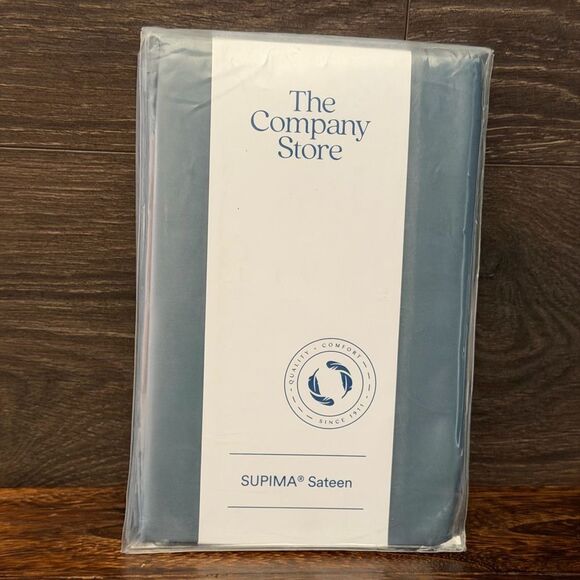 The
Company
Store
QUALITY • COMFORT
SINCE 1911
SUPIMA® Sateen